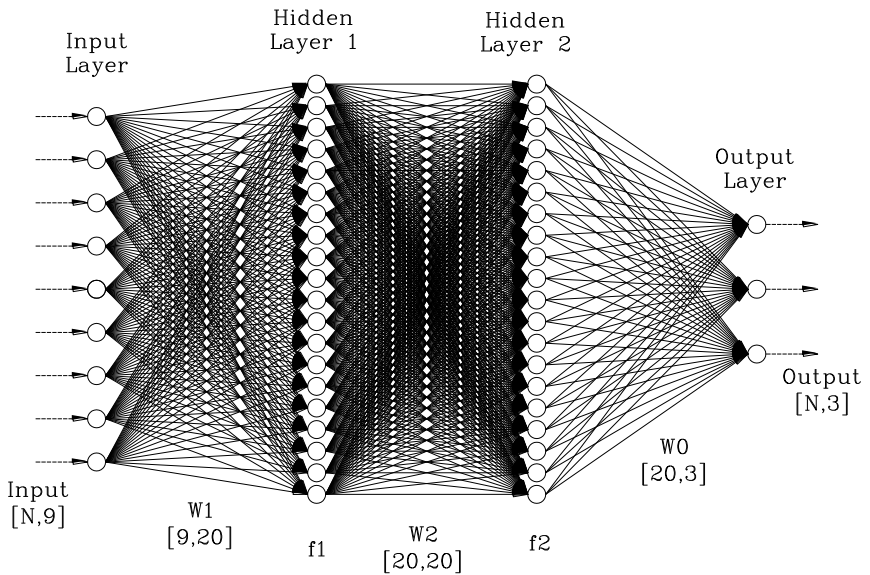 Input
Layer
Hidden
Layer 1
Hidden
Layer 2
Output
Layer
Input
[N,9]
W1
[9,20]
f1
W2
[20,20]
f2
WO
[20,3]
Output
[N,3]